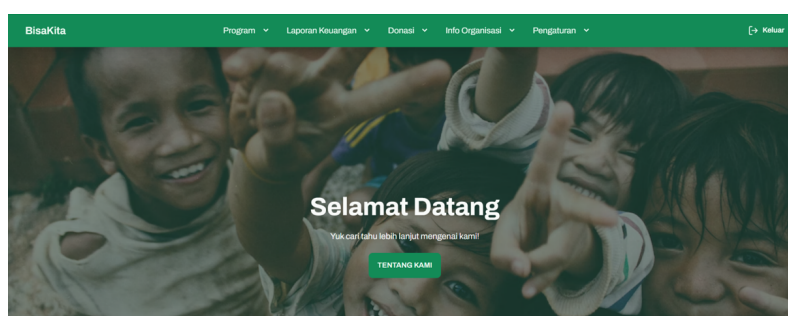 BisaKita Program Laporan Keuangan Donasi Info Organisasi Pengaturan Keluar
Selamat Datang
Yuk cari tahu lebih lanjut mengenai kami!
TENTANG KAMI